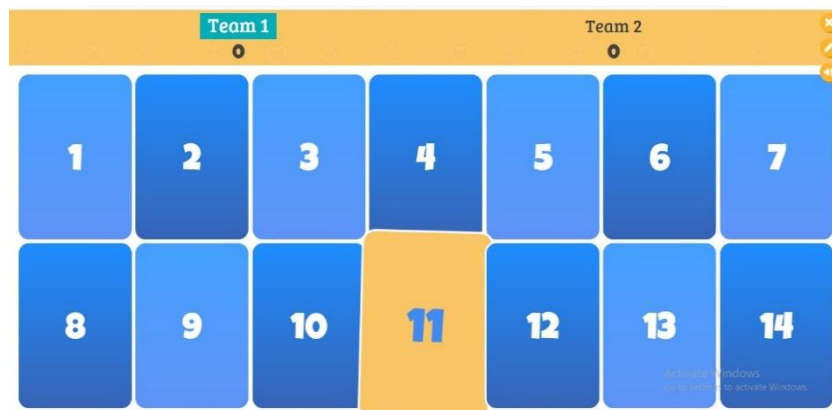 Team 1 Team 2
0 0
1 2 3 4 5 6 7
8 9 10 11 12 13 14
Activate Windows
Go to settings to activate Windows.